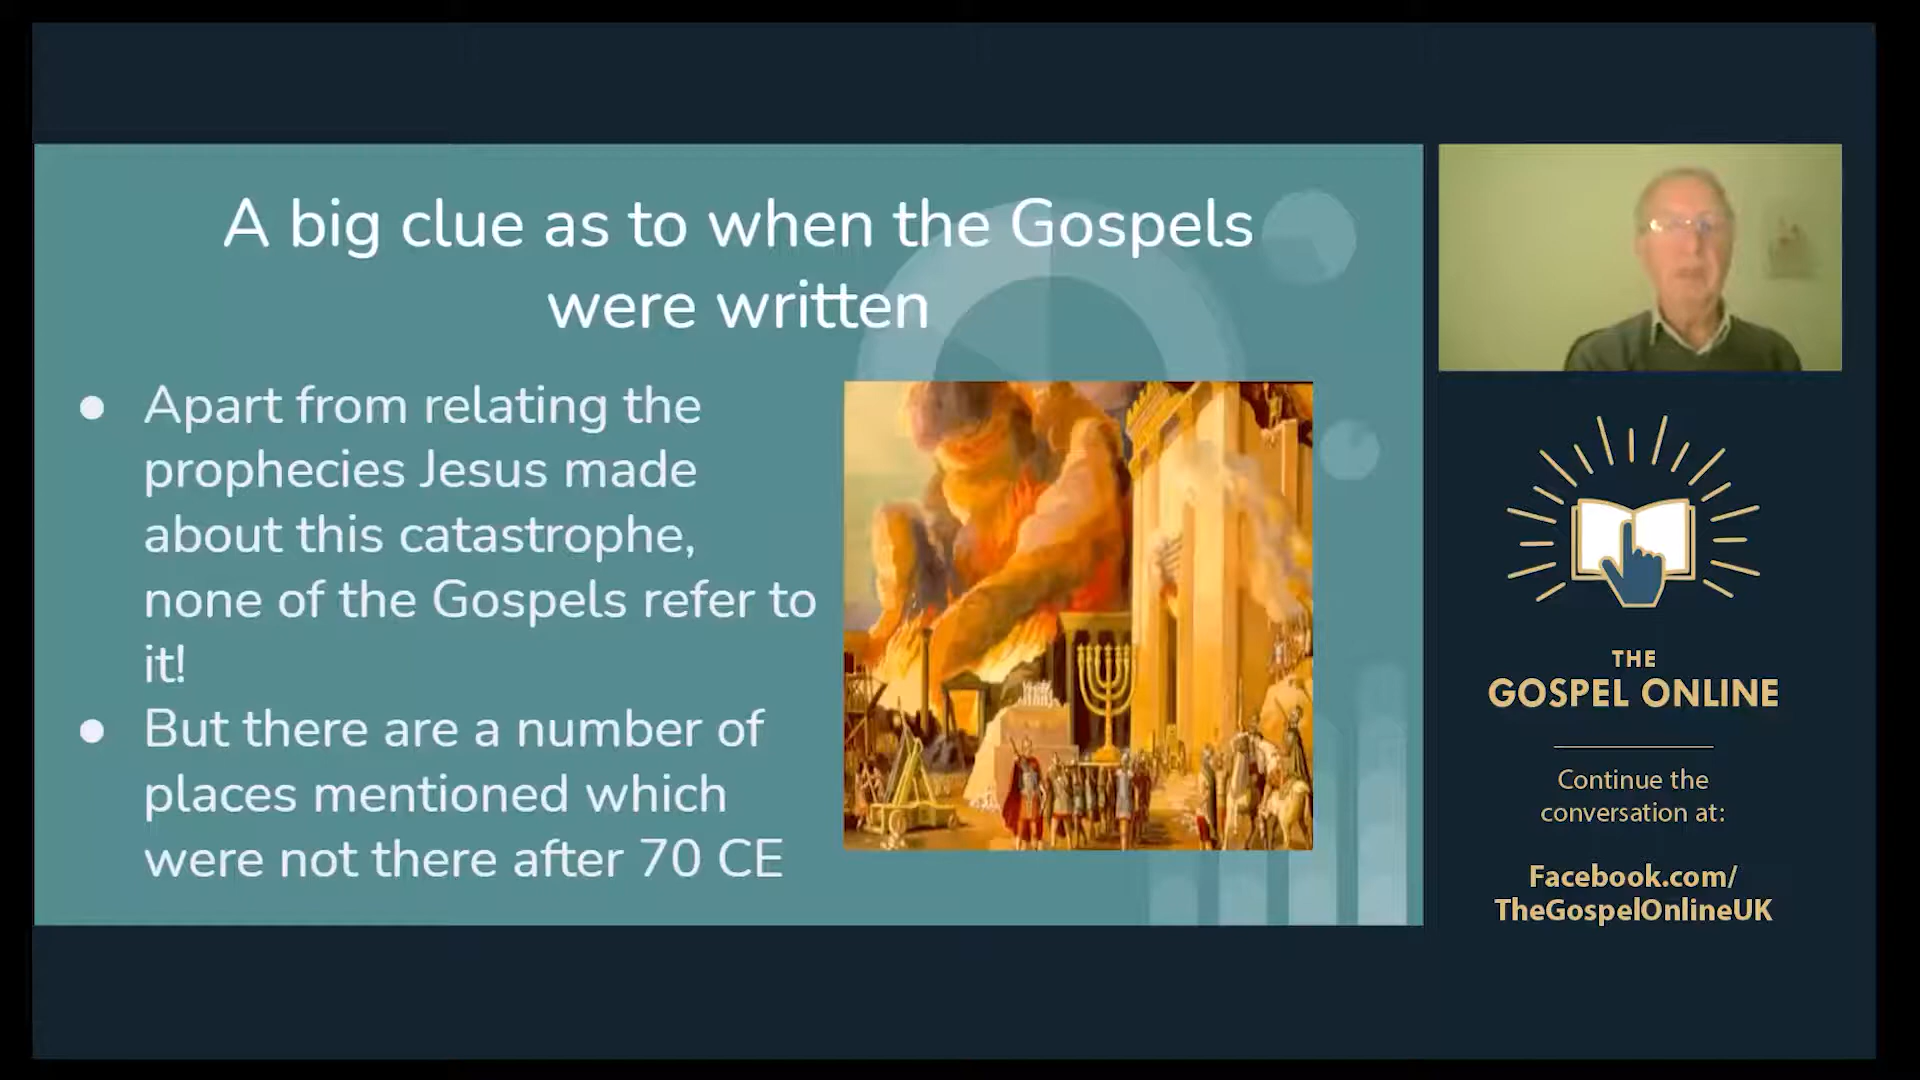 A big clue as to when the Gospels
were written
● Apart from relating the
prophecies Jesus made
about this catastrophe,
none of the Gospels refer to
it!
● But there are a number of
places mentioned which
were not there after 70 CE
THE
GOSPEL ONLINE
Continue the
conversation at:
Facebook.com/
TheGospelOnlineUK